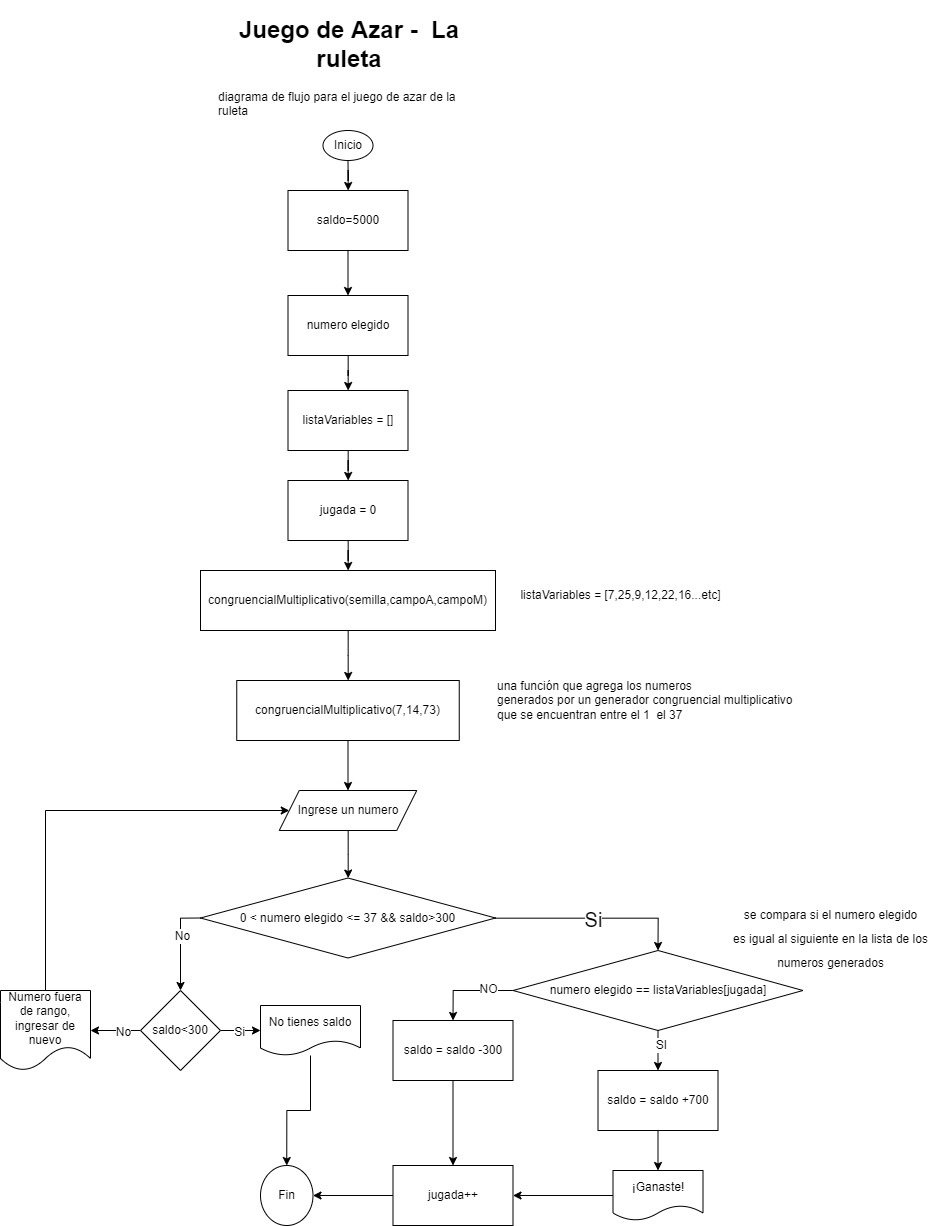 Juego de Azar -  La
ruleta
diagrama de flujo para el juego de azar de la
ruleta
Inicio
saldo=5000
numero elegido
listaVariables = []
jugada = 0
congruencialMultiplicativo(semilla,campoA,campoM)
listaVariables = [7,25,9,12,22,16...etc]
congruencialMultiplicativo(7,14,73)
una función que agrega los numeros
generados por un generador congruencial multiplicativo
que se encuentran entre el 1  el 37
Ingrese un numero
0 < numero elegido <= 37 && saldo>300
Si
No
se compara si el numero elegido
es igual al siguiente en la lista de los
numeros generados
numero elegido == listaVariables[jugada]
NO
SI
Numero fuera
de rango,
ingresar de
nuevo
No
saldo<300
Si
No tienes saldo
saldo = saldo -300
saldo = saldo +700
Fin
jugada++
¡Ganaste!